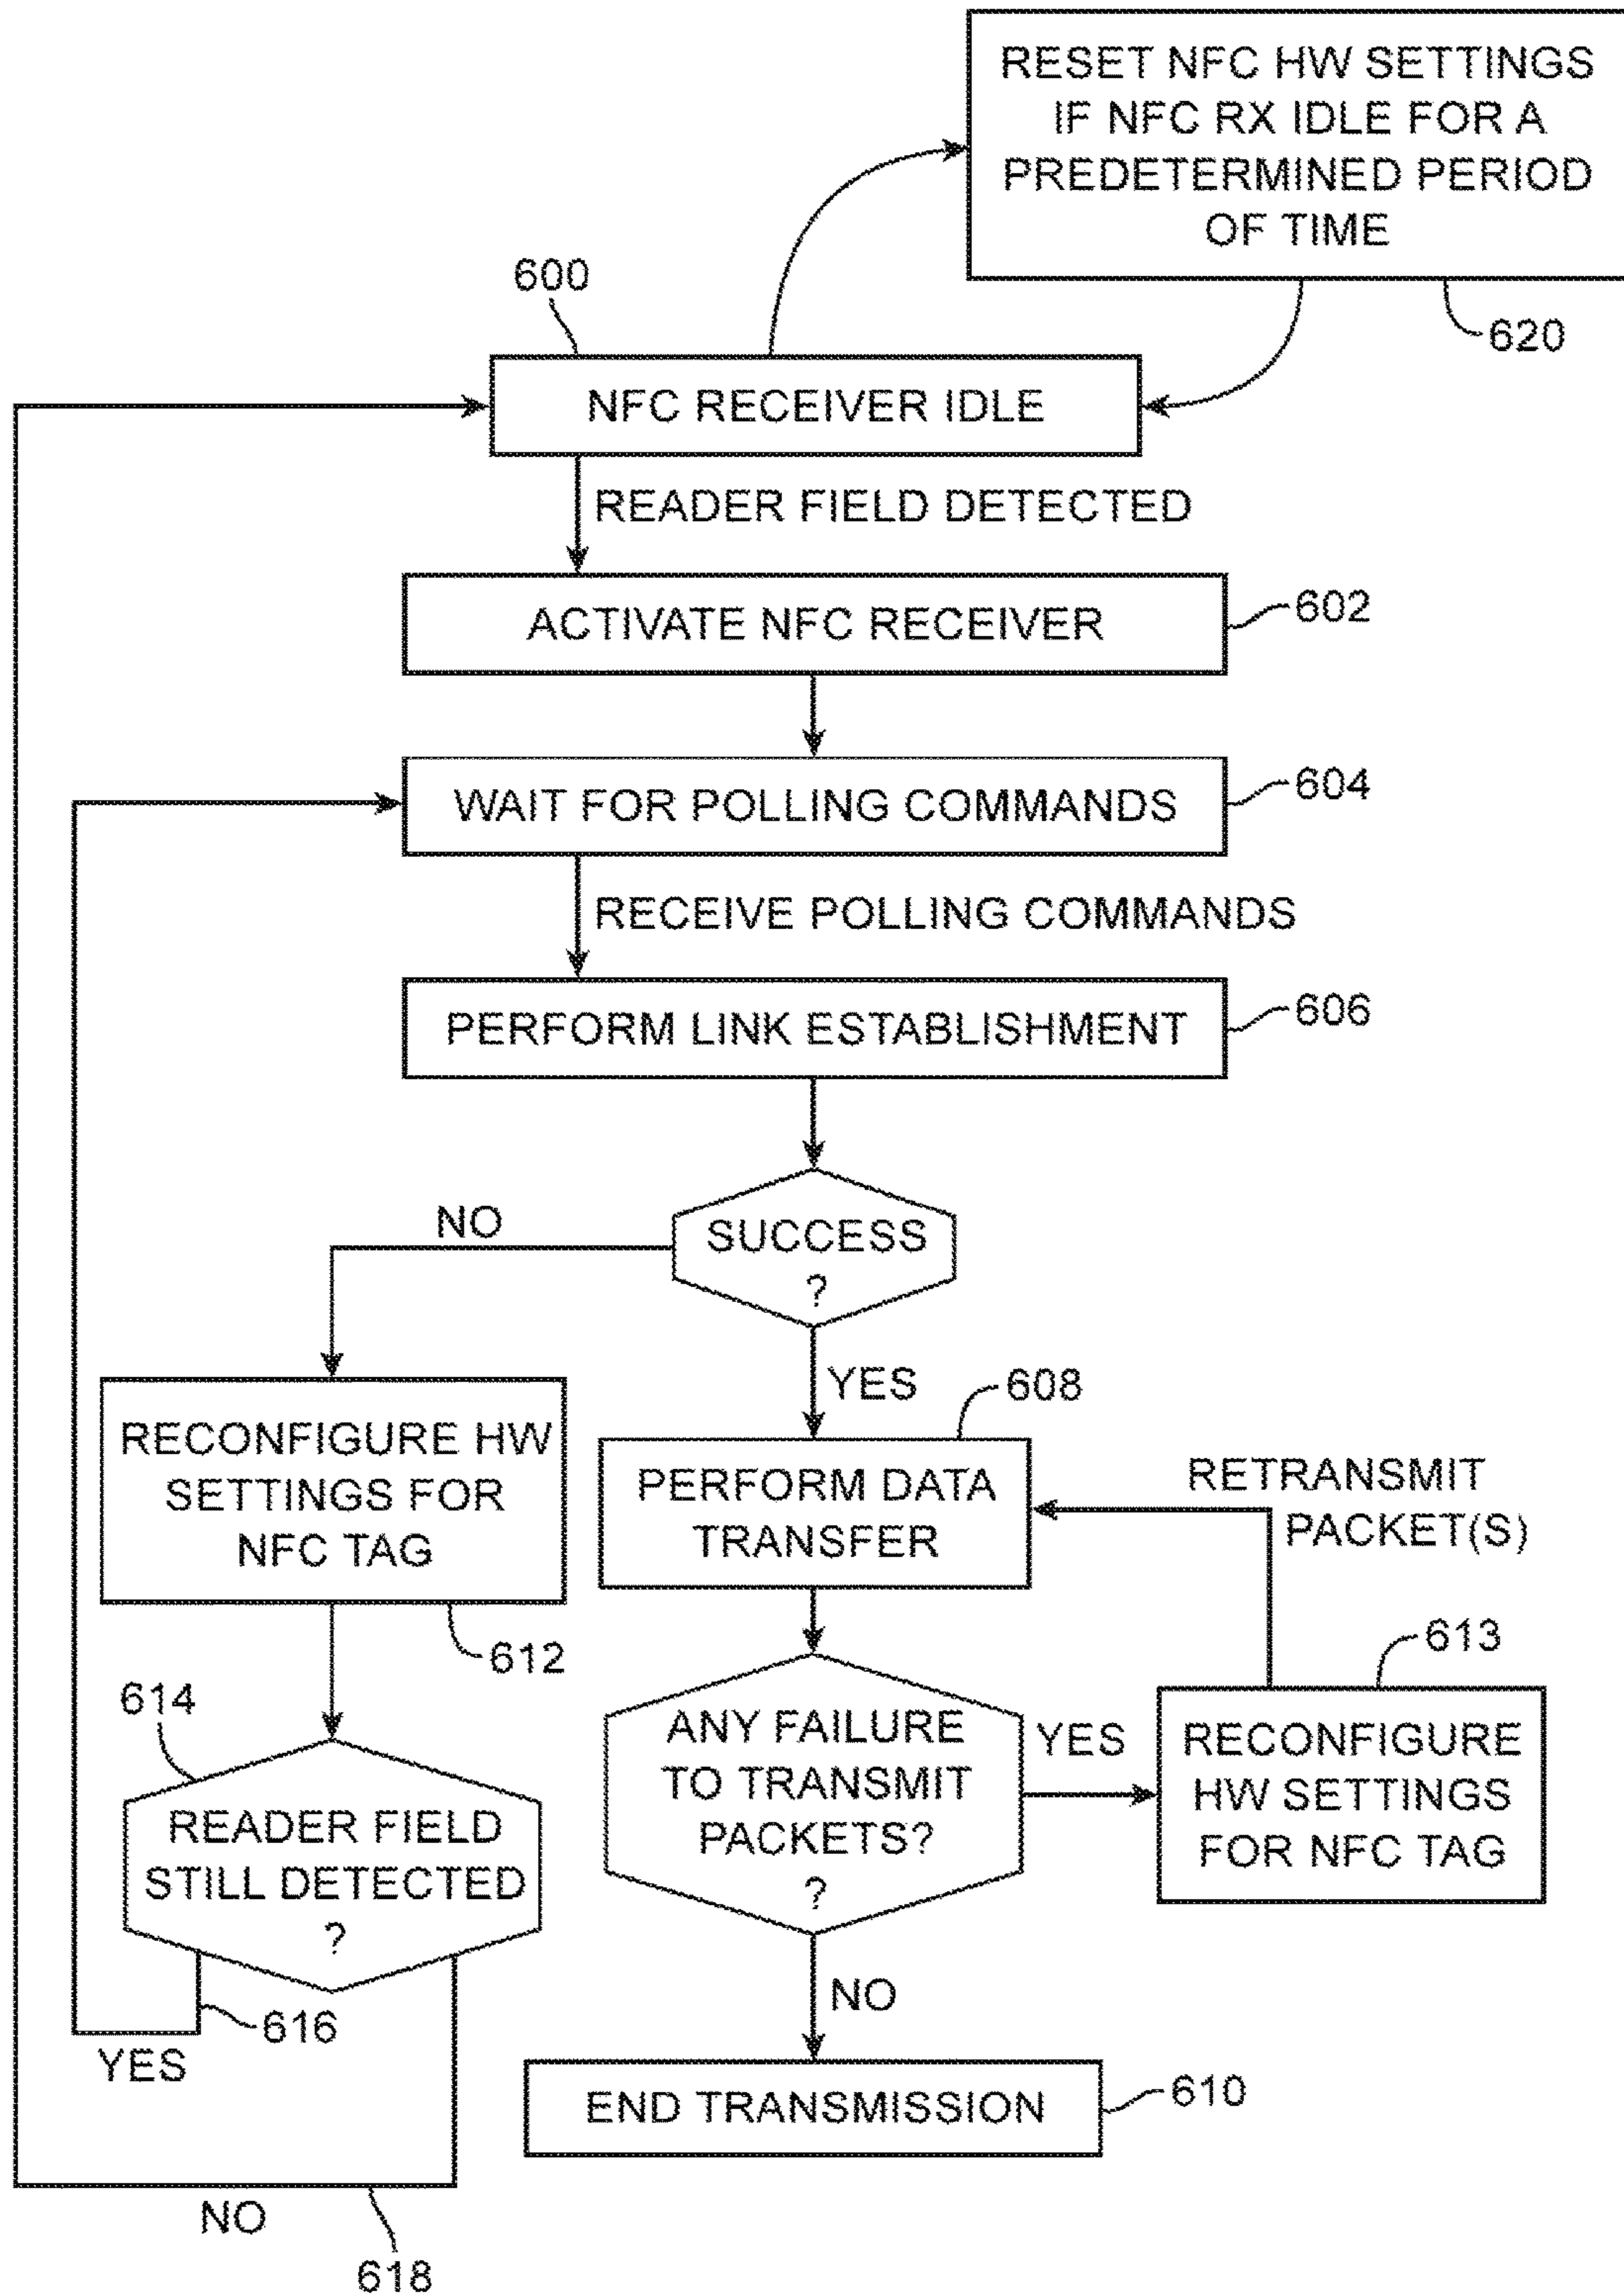 RESET NFC HW SETTINGS
IF NFC RX IDLE FOR A
PREDETERMINED PERIOD
OF TIME
620
600
NFC RECEIVER IDLE
READER FIELD DETECTED
ACTIVATE NFC RECEIVER
602
WAIT FOR POLLING COMMANDS
604
RECEIVE POLLING COMMANDS
PERFORM LINK ESTABLISHMENT
606
NO
SUCCESS
?
YES
608
RECONFIGURE HW
SETTINGS FOR
NFC TAG
612
PERFORM DATA
TRANSFER
RETRANSMIT
PACKET(S)
613
614
READER FIELD
STILL DETECTED
?
ANY FAILURE
TO TRANSMIT
PACKETS?
?
YES
RECONFIGURE
HW SETTINGS
FOR NFC TAG
616
YES
NO
END TRANSMISSION
610
NO
618